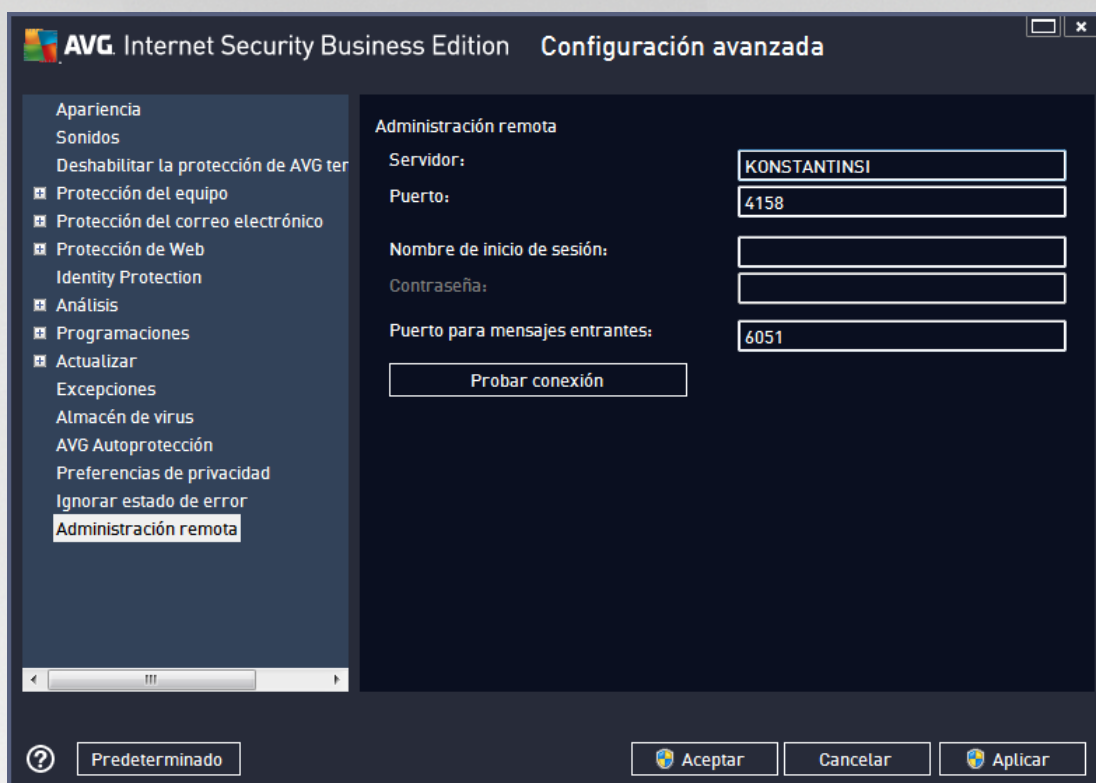 AVG. Internet Security Business Edition Configuración avanzada
Apariencia
Sonidos
Deshabilitar la protección de AVG ter
Protección del equipo
Protección del correo electrónico
Protección de Web
Identity Protection
Análisis
Programaciones
Actualizar
Excepciones
Almacén de virus
AVG Autoprotección
Preferencias de privacidad
Ignorar estado de error
Administración remota
Administración remota
Servidor: KONSTANTINSI
Puerto: 4158
Nombre de inicio de sesión:
Contraseña:
Puerto para mensajes entrantes: 6051
Probar conexión
Predeterminado
Aceptar
Cancelar
Aplicar